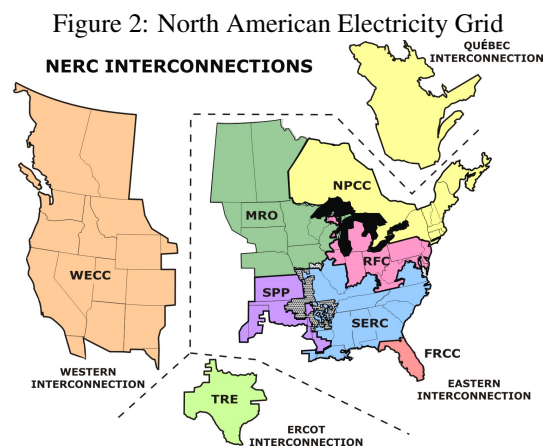 Figure 2: North American Electricity Grid
NERC INTERCONNECTIONS
QUÉBEC
INTERCONNECTION
NPCC
MRO
WECC
RFC
SPP
SERC
FRCC
WESTERN
INTERCONNECTION
EASTERN
INTERCONNECTION
TRE
ERCOT
INTERCONNECTION